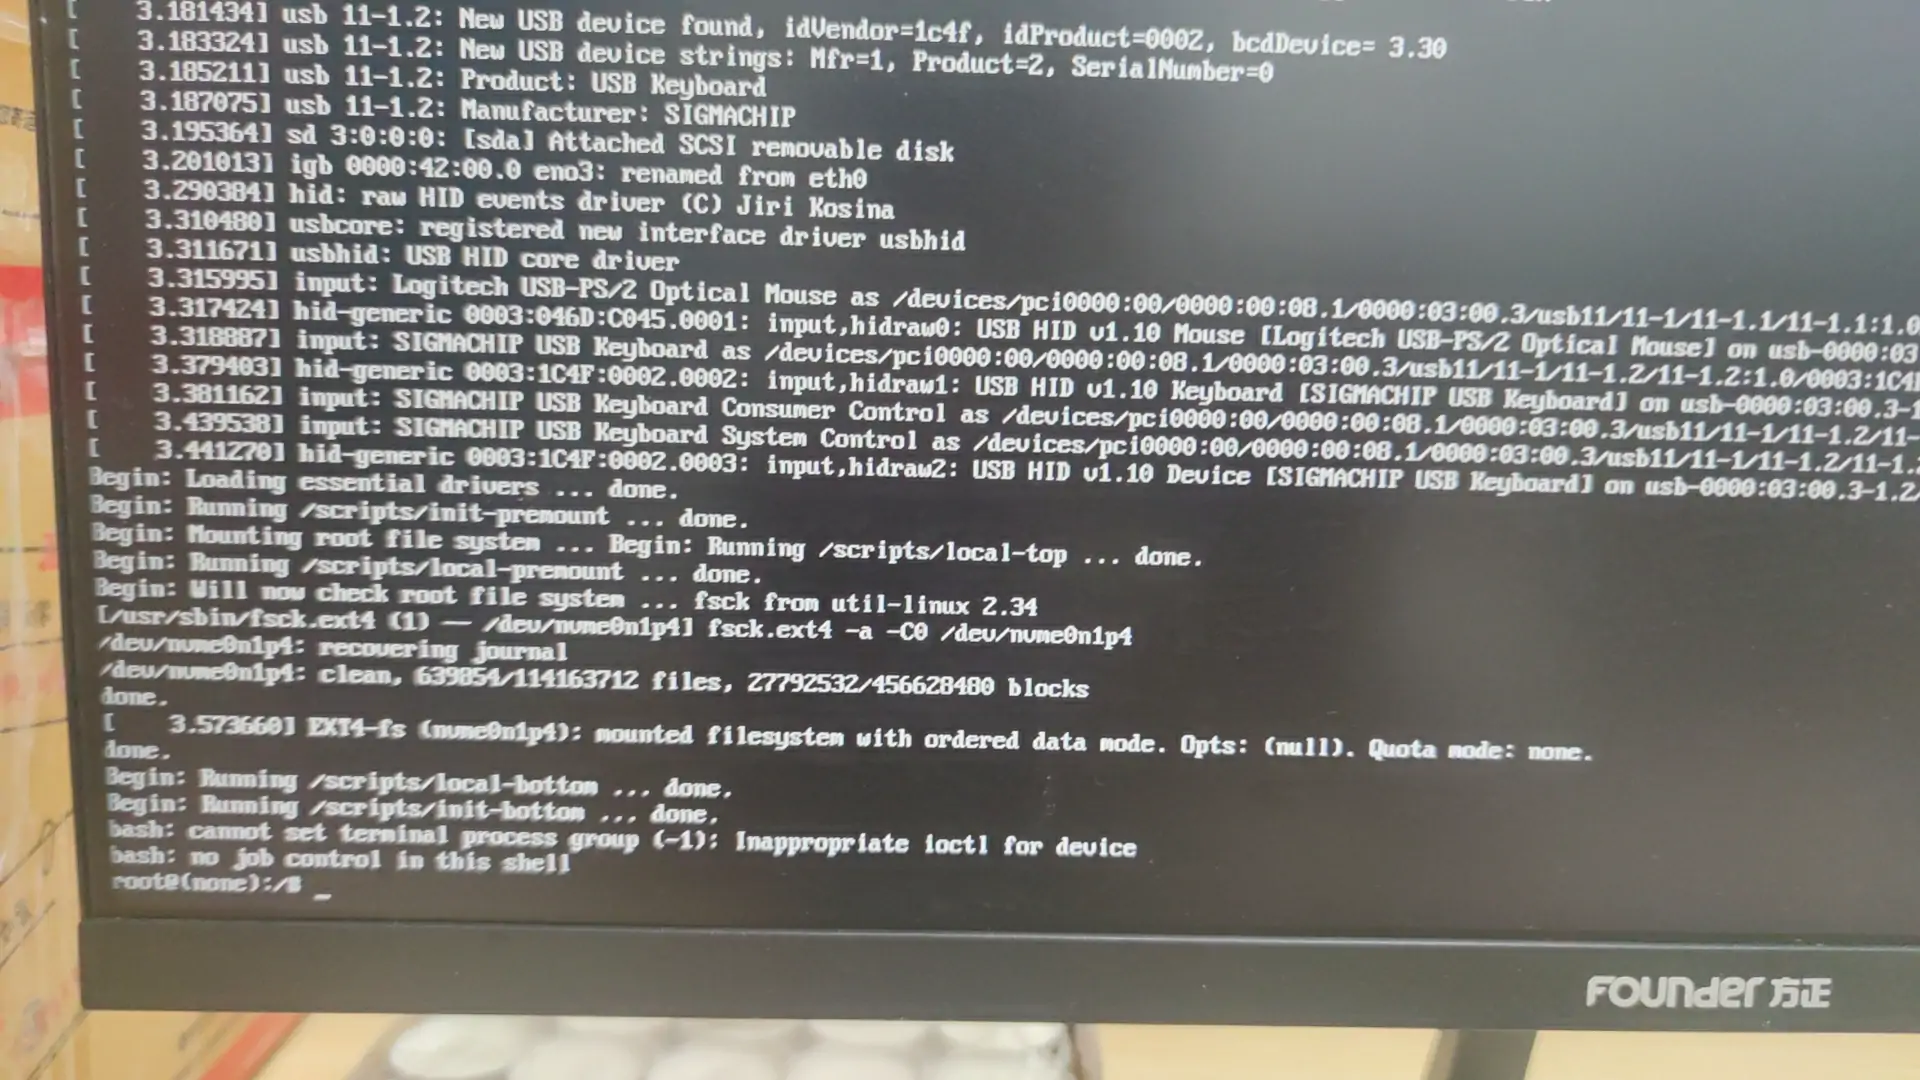 [    3.181434] usb 11-1.2: New USB device found, idVendor=1c4f, idProduct=0002, bcdDevice= 3.30
[    3.183324] usb 11-1.2: New USB device strings: Mfr=1, Product=2, SerialNumber=0
[    3.185211] usb 11-1.2: Product: USB Keyboard
[    3.187075] usb 11-1.2: Manufacturer: SIGMACHIP
[    3.195364] sd 3:0:0:0: [sda] Attached SCSI removable disk
[    3.201013] igb 0000:42:00.0 eno3: renamed from eth0
[    3.290384] hid: raw HID events driver (C) Jiri Kosina
[    3.310480] usbcore: registered new interface driver usbhid
[    3.311671] usbhid: USB HID core driver
[    3.315995] input: Logitech USB-PS/2 Optical Mouse as /devices/pci0000:00/0000:00:08.1/0000:03:00.3/usb11/11-1/11-1.1/11-1.1:1.0
[    3.317424] hid-generic 0003:046D:C045.0001: input,hidraw0: USB HID v1.10 Mouse [Logitech USB-PS/2 Optical Mouse] on usb-0000:03
[    3.318887] input: SIGMACHIP USB Keyboard as /devices/pci0000:00/0000:00:08.1/0000:03:00.3/usb11/11-1/11-1.2/11-1.2:1.0/0003:1C4F
[    3.379403] hid-generic 0003:1C4F:0002.0002: input,hidraw1: USB HID v1.10 Keyboard [SIGMACHIP USB Keyboard] on usb-0000:03:00.3-1
[    3.381162] input: SIGMACHIP USB Keyboard Consumer Control as /devices/pci0000:00/0000:00:08.1/0000:03:00.3/usb11/11-1/11-1.2/11-
[    3.439538] input: SIGMACHIP USB Keyboard System Control as /devices/pci0000:00/0000:00:08.1/0000:03:00.3/usb11/11-1/11-1.2/11-1.
[    3.441270] hid-generic 0003:1C4F:0002.0003: input,hidraw2: USB HID v1.10 Device [SIGMACHIP USB Keyboard] on usb-0000:03:00.3-1.2/
Begin: Loading essential drivers ... done.
Begin: Running /scripts/init-premount ... done.
Begin: Mounting root file system ... Begin: Running /scripts/local-top ... done.
Begin: Running /scripts/local-premount ... done.
Begin: Will now check root file system ... fsck from util-linux 2.34
[/usr/sbin/fsck.ext4 (1) -- /dev/nvme0n1p4] fsck.ext4 -a -C0 /dev/nvme0n1p4
/dev/nvme0n1p4: recovering journal
/dev/nvme0n1p4: clean, 639854/114163712 files, 27792532/456628480 blocks
done.
[    3.573660] EXT4-fs (nvme0n1p4): mounted filesystem with ordered data mode. Opts: (null). Quota mode: none.
done.
Begin: Running /scripts/local-bottom ... done.
Begin: Running /scripts/init-bottom ... done.
bash: cannot set terminal process group (-1): Inappropriate ioctl for device
bash: no job control in this shell
root@(none):/# _
FOUNDER 方正